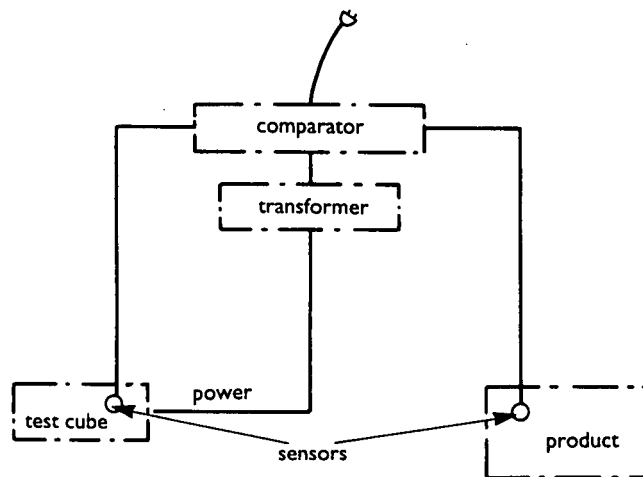 comparator
transformer
power
test cube
sensors
product